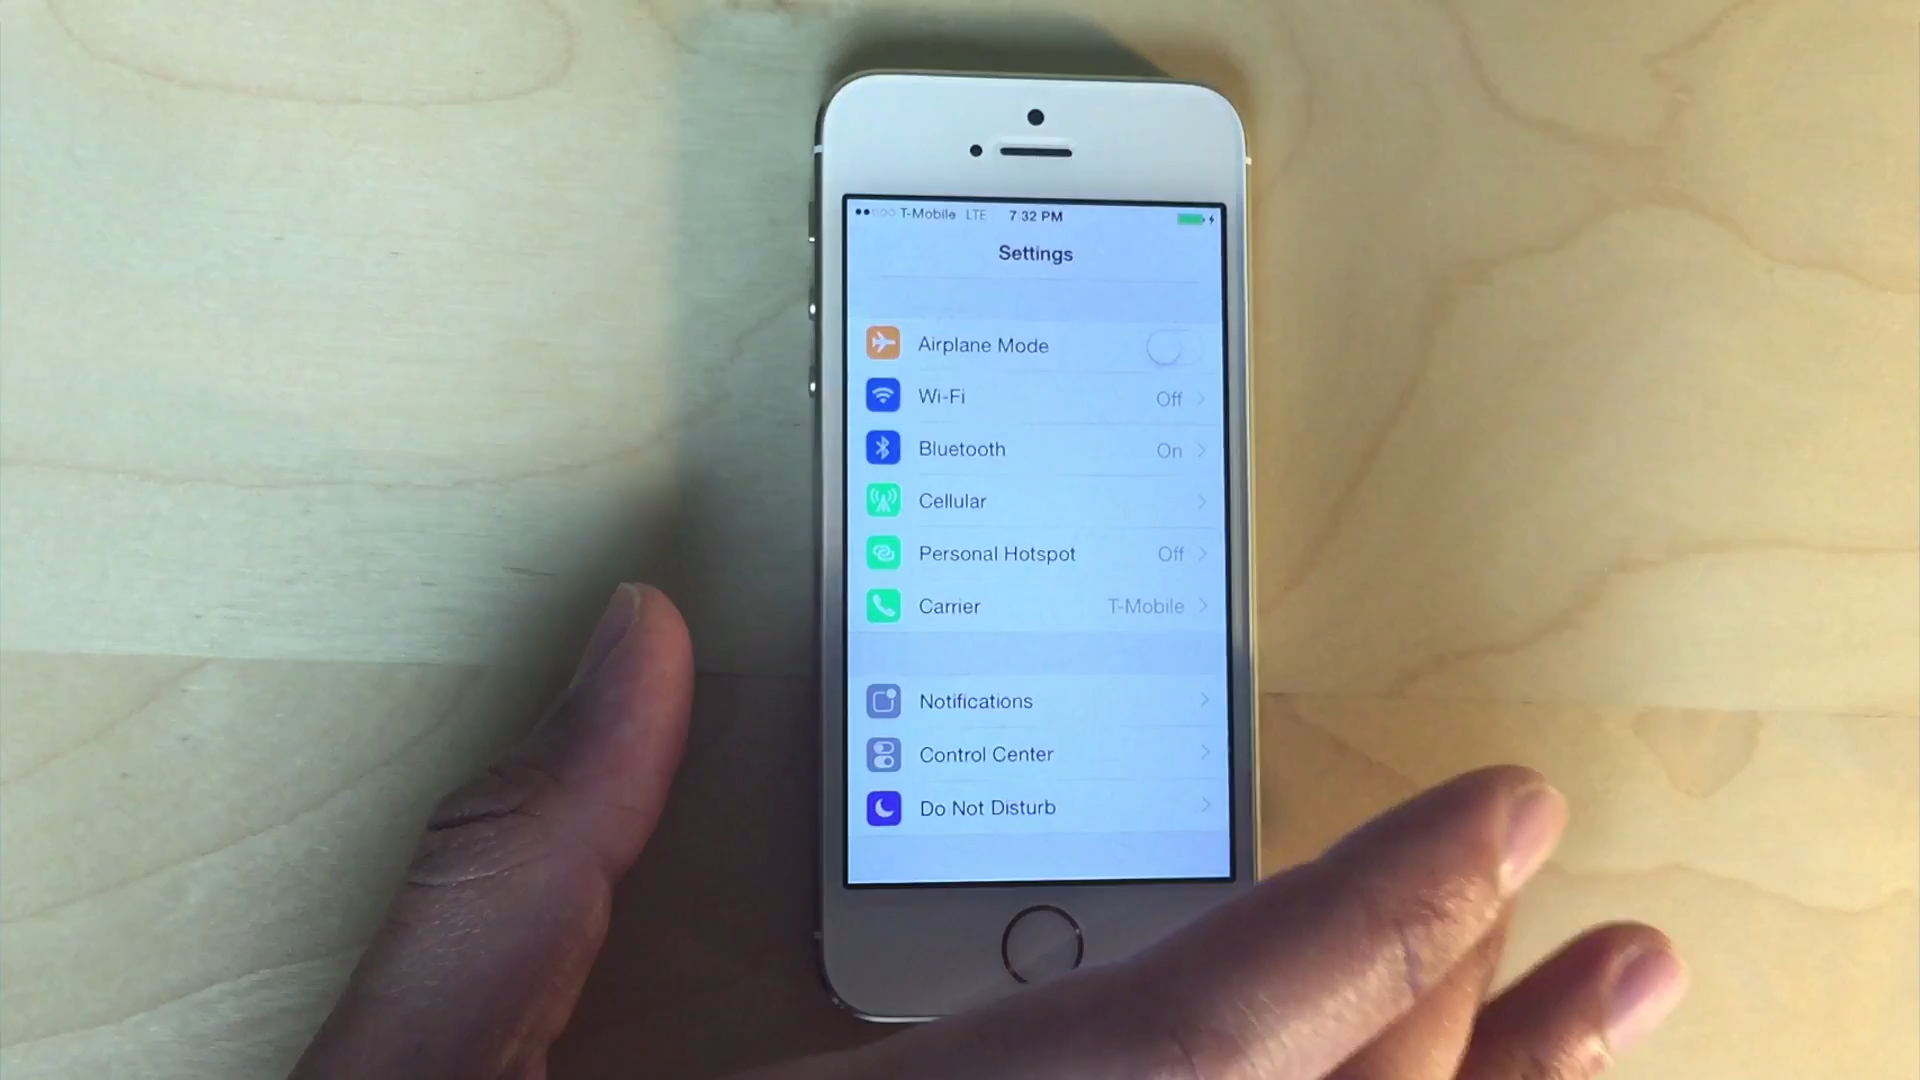 T-Mobile LTE 7:32 PM
Settings
Airplane Mode
Wi-Fi Off
Bluetooth On
Cellular
Personal Hotspot Off
Carrier T-Mobile
Notifications
Control Center
Do Not Disturb